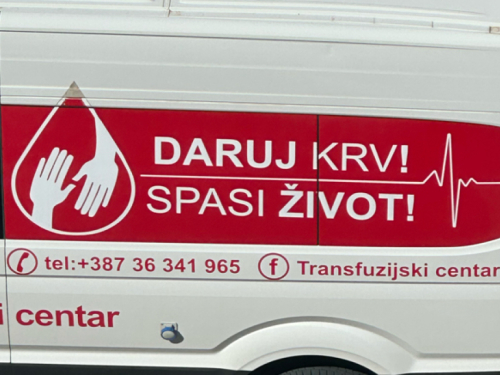 DARUJ KRV!
SPASI ŽIVOT!
tel:+387 36 341 965 f Transfuzijski centar
i centar